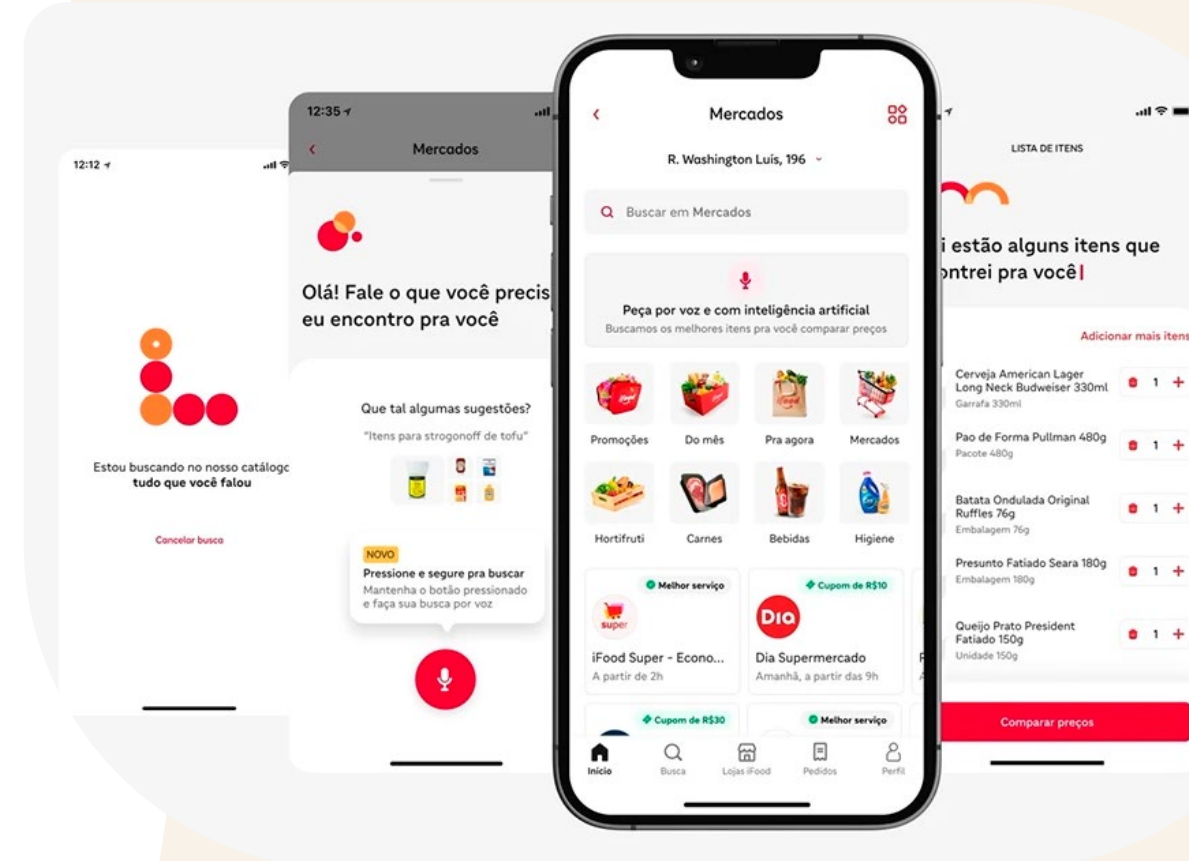 12:12
Estou buscando no nosso catálogo
tudo que você falou
Cancelar busca
12:35
Mercados
Olá! Fale o que você precis
eu encontro pra você
Que tal algumas sugestões?
"Itens para strogonoff de tofu"
NOVO
Pressione e segure pra buscar
Mantenha o botão pressionado
e faça sua busca por voz
Mercados
R. Washington Luís, 196
Buscar em Mercados
Peça por voz e com inteligência artificial
Buscamos os melhores itens pra você comparar preços
Promoções
Do mês
Pra agora
Mercados
Hortifruti
Carnes
Bebidas
Higiene
Melhor serviço
super
iFood Super - Econo...
A partir de 2h
Cupom de R$10
Dia
Dia Supermercado
Amanhã, a partir das 9h
Cupom de R$30
Melhor serviço
Início
Busca
Lojas iFood
Pedidos
Perfil
LISTA DE ITENS
i estão alguns itens que
ontrei pra você
Adicionar mais itens
Cerveja American Lager
Long Neck Budweiser 330ml
Garrafa 330ml
1
Pao de Forma Pullman 480g
Pacote 480g
1
Batata Ondulada Original
Ruffles 76g
Embalagem 76g
1
Presunto Fatiado Seara 180g
Embalagem 180g
1
Queijo Prato President
Fatiado 150g
Unidade 150g
1
Comparar preços